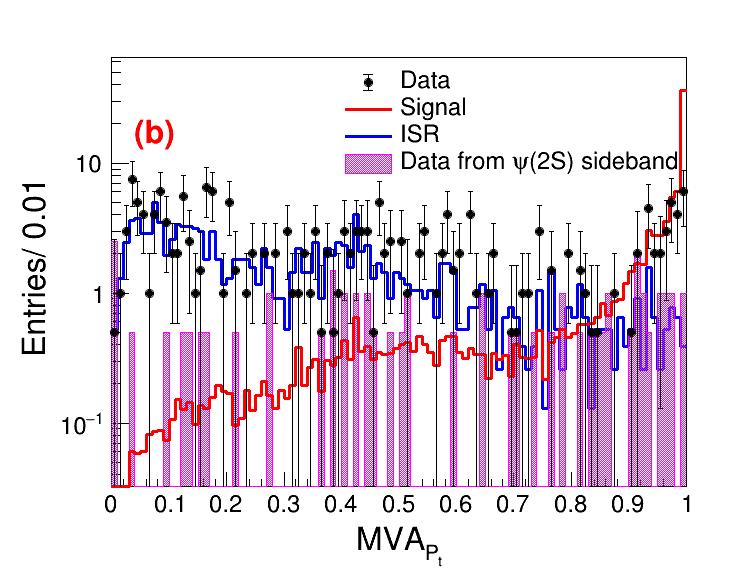 (b)
Data
Signal
ISR
Data from ψ(2S) sideband
Entries/ 0.01
10
1
10⁻¹
0 0.1 0.2 0.3 0.4 0.5 0.6 0.7 0.8 0.9 1
MVA_{P_t}